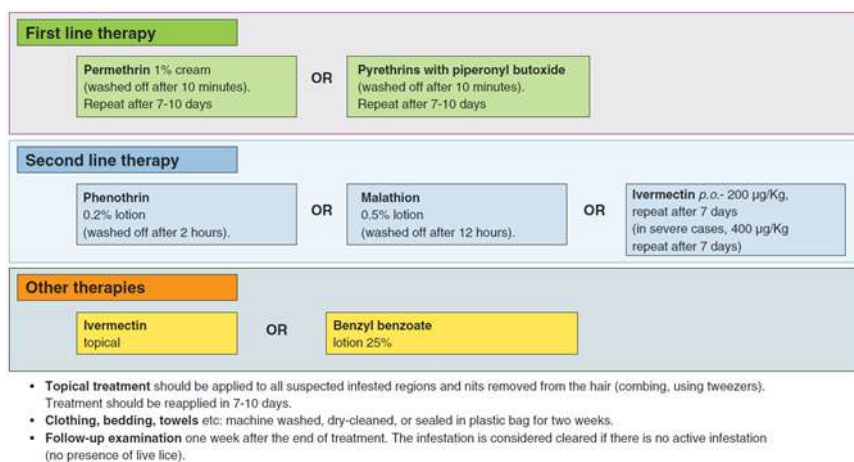 First line therapy
Permethrin 1% cream
(washed off after 10 minutes).
Repeat after 7-10 days
OR
Pyrethrins with piperonyl butoxide
(washed off after 10 minutes).
Repeat after 7-10 days
Second line therapy
Phenothrin
0.2% lotion
(washed off after 2 hours).
OR
Malathion
0.5% lotion
(washed off after 12 hours).
OR
Ivermectin p.o.- 200 µg/Kg,
repeat after 7 days
(in severe cases, 400 µg/Kg
repeat after 7 days)
Other therapies
Ivermectin
topical
OR
Benzyl benzoate
lotion 25%
• Topical treatment should be applied to all suspected infested regions and nits removed from the hair (combing, using tweezers).
Treatment should be reapplied in 7-10 days.
• Clothing, bedding, towels etc: machine washed, dry-cleaned, or sealed in plastic bag for two weeks.
• Follow-up examination one week after the end of treatment. The infestation is considered cleared if there is no active infestation
(no presence of live lice).